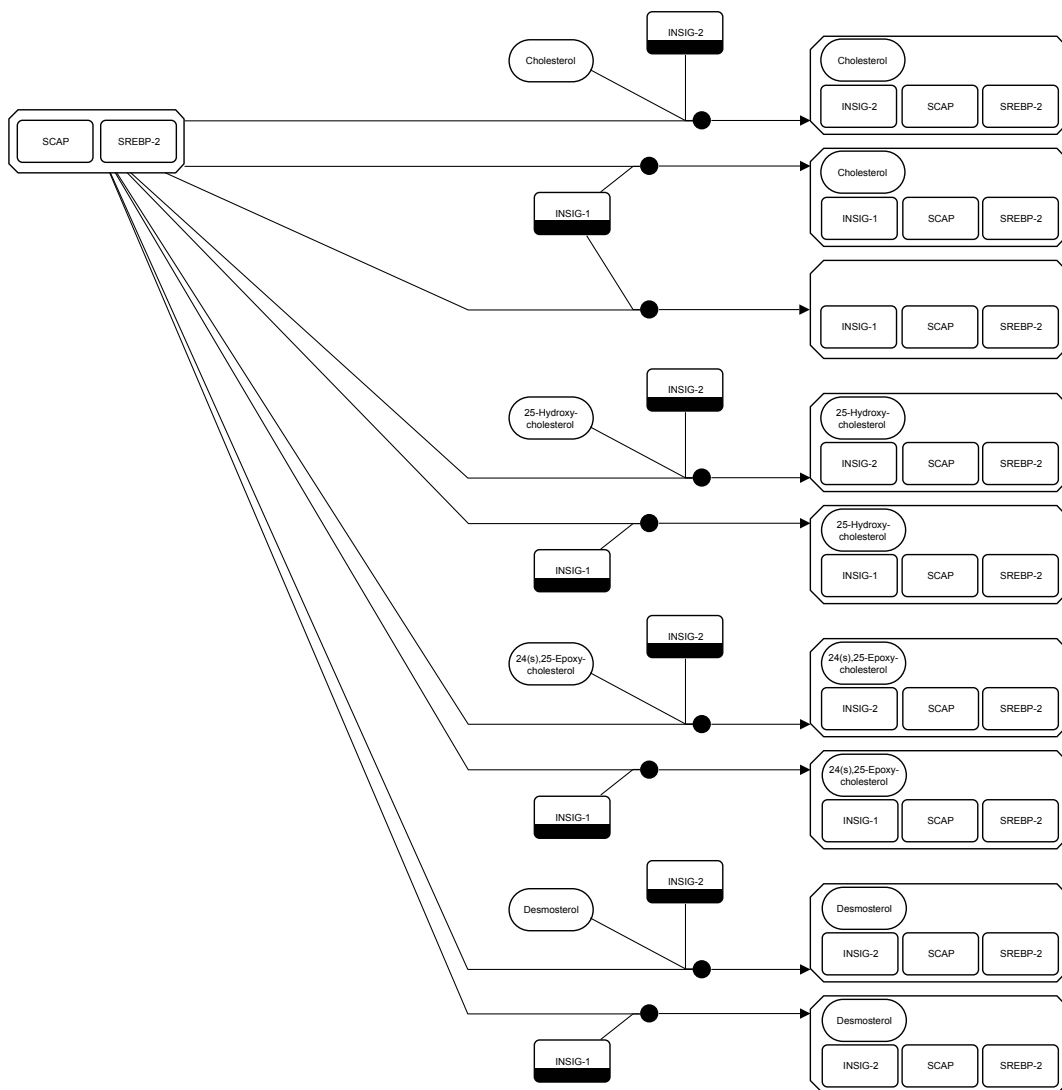 INSIG-2
Cholesterol
Cholesterol
INSIG-2
SCAP
SREBP-2
SCAP
SREBP-2
Cholesterol
INSIG-1
INSIG-1
SCAP
SREBP-2
INSIG-1
SCAP
SREBP-2
INSIG-2
25-Hydroxy-
cholesterol
25-Hydroxy-
cholesterol
INSIG-2
SCAP
SREBP-2
25-Hydroxy-
cholesterol
INSIG-1
INSIG-1
SCAP
SREBP-2
INSIG-2
24(s),25-Epoxy-
cholesterol
24(s),25-Epoxy-
cholesterol
INSIG-2
SCAP
SREBP-2
24(s),25-Epoxy-
cholesterol
INSIG-1
INSIG-1
SCAP
SREBP-2
INSIG-2
Desmosterol
Desmosterol
INSIG-2
SCAP
SREBP-2
Desmosterol
INSIG-1
INSIG-2
SCAP
SREBP-2